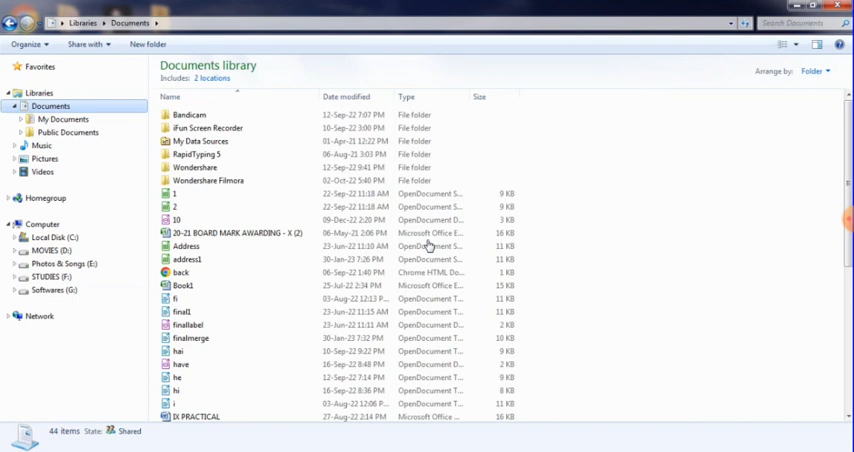 Libraries Documents
Search Documents
Organize Share with New folder
Favorites
Libraries
Documents
My Documents
Public Documents
Music
Pictures
Videos
Homegroup
Computer
Local Disk (C:)
MOVIES (D:)
Photos & Songs (E:)
STUDIES (F:)
Softwares (G:)
Network
Documents library
Includes: 2 locations
Arrange by: Folder
Name Date modified Type Size
Bandicam 12-Sep-22 7:07 PM File folder
iFun Screen Recorder 10-Sep-22 3:00 PM File folder
My Data Sources 01-Apr-21 12:22 PM File folder
RapidTyping 5 06-Aug-21 3:03 PM File folder
Wondershare 12-Sep-22 9:41 PM File folder
Wondershare Filmora 02-Oct-22 5:40 PM File folder
1 22-Sep-22 11:18 AM OpenDocument S... 9 KB
2 22-Sep-22 11:18 AM OpenDocument S... 9 KB
10 09-Dec-22 2:20 PM OpenDocument D... 3 KB
20-21 BOARD MARK AWARDING - X (2) 06-May-21 2:06 PM Microsoft Office E... 16 KB
Address 23-Jun-22 11:10 AM OpenDocument S... 11 KB
address1 30-Jan-23 7:26 PM OpenDocument S... 11 KB
back 06-Sep-22 1:40 PM Chrome HTML Do... 1 KB
Book1 25-Jul-22 2:34 PM Microsoft Office E... 15 KB
fi 03-Aug-22 12:13 P... OpenDocument T... 11 KB
final1 23-Jun-22 11:15 AM OpenDocument T... 11 KB
finallabel 23-Jun-22 11:11 AM OpenDocument D... 2 KB
finalmerge 30-Jan-23 7:32 PM OpenDocument T... 10 KB
hai 10-Sep-22 9:22 PM OpenDocument T... 9 KB
have 16-Sep-22 8:48 PM OpenDocument D... 2 KB
he 12-Sep-22 7:14 PM OpenDocument T... 9 KB
hi 16-Sep-22 8:36 PM OpenDocument T... 8 KB
i 03-Aug-22 12:06 P... OpenDocument T... 11 KB
IX PRACTICAL 27-Aug-22 2:14 PM Microsoft Office ... 16 KB
44 items State: Shared